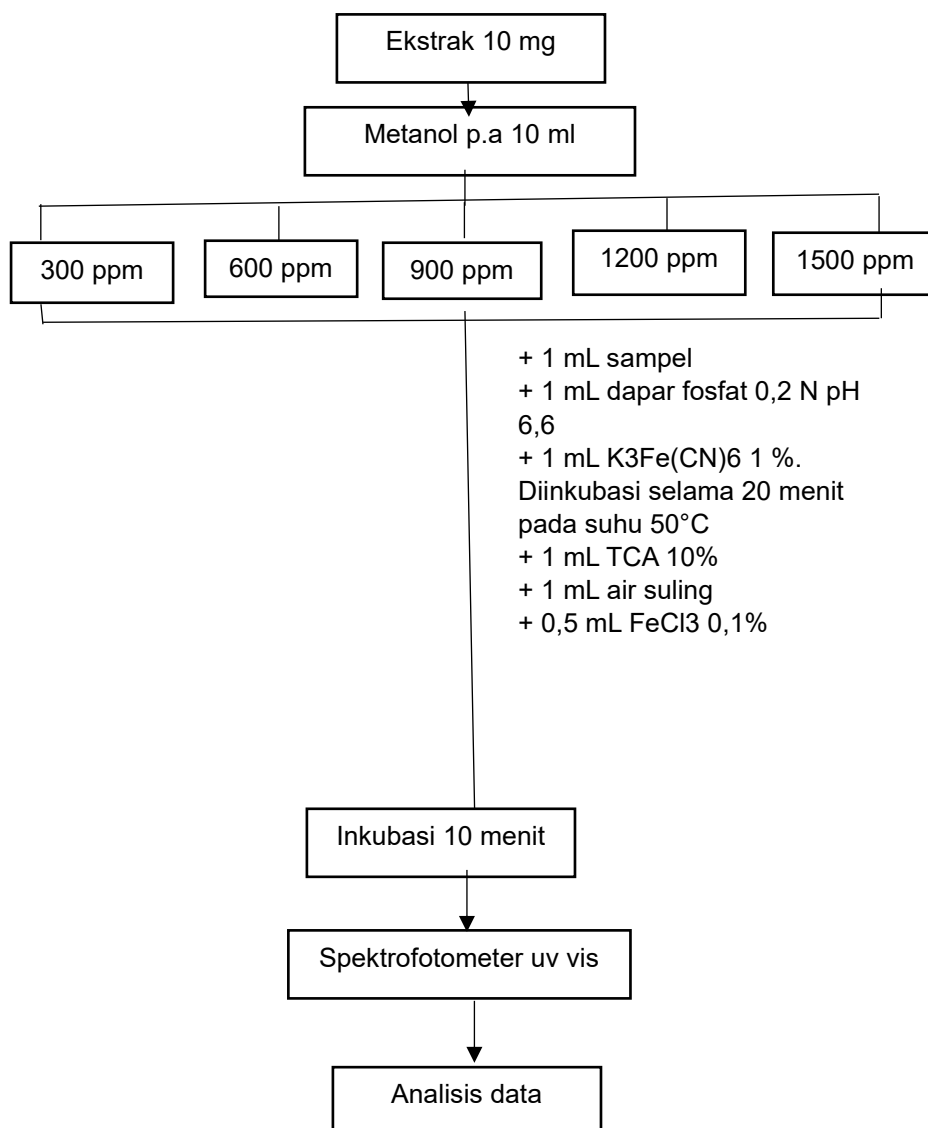 Ekstrak 10 mg
Metanol p.a 10 ml
300 ppm
600 ppm
900 ppm
1200 ppm
1500 ppm
+ 1 mL sampel
+ 1 mL dapar fosfat 0,2 N pH
6,6
+ 1 mL K3Fe(CN)6 1 %.
Diinkubasi selama 20 menit
pada suhu 50°C
+ 1 mL TCA 10%
+ 1 mL air suling
+ 0,5 mL FeCl3 0,1%
Inkubasi 10 menit
Spektrofotometer uv vis
Analisis data